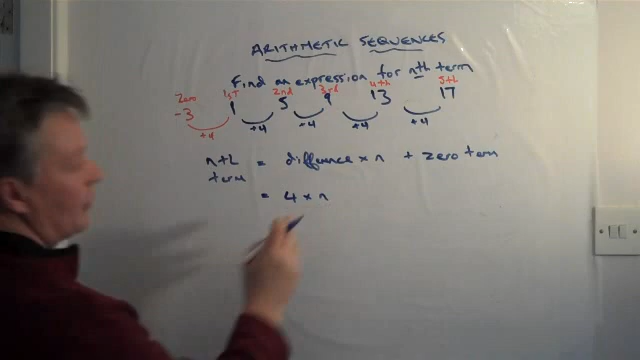 ARITHMETIC SEQUENCES
Find an expression for nth term
zero 1st 2nd 3rd 4th 5th
-3 1 5 9 13 17
+4 +4 +4 +4 +4
nth term = difference × n + zero term
= 4 × n